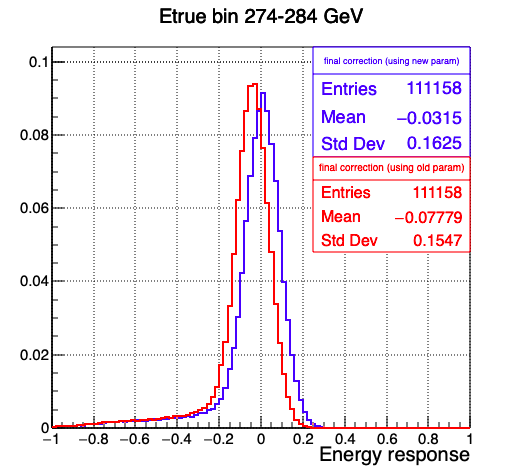 Etrue bin 274-284 GeV
final correction (using new param)
Entries 111158
Mean −0.0315
Std Dev 0.1625
final correction (using old param)
Entries 111158
Mean −0.07779
Std Dev 0.1547
0.1
0.08
0.06
0.04
0.02
0
−1 −0.8 −0.6 −0.4 −0.2 0 0.2 0.4 0.6 0.8 1
Energy response